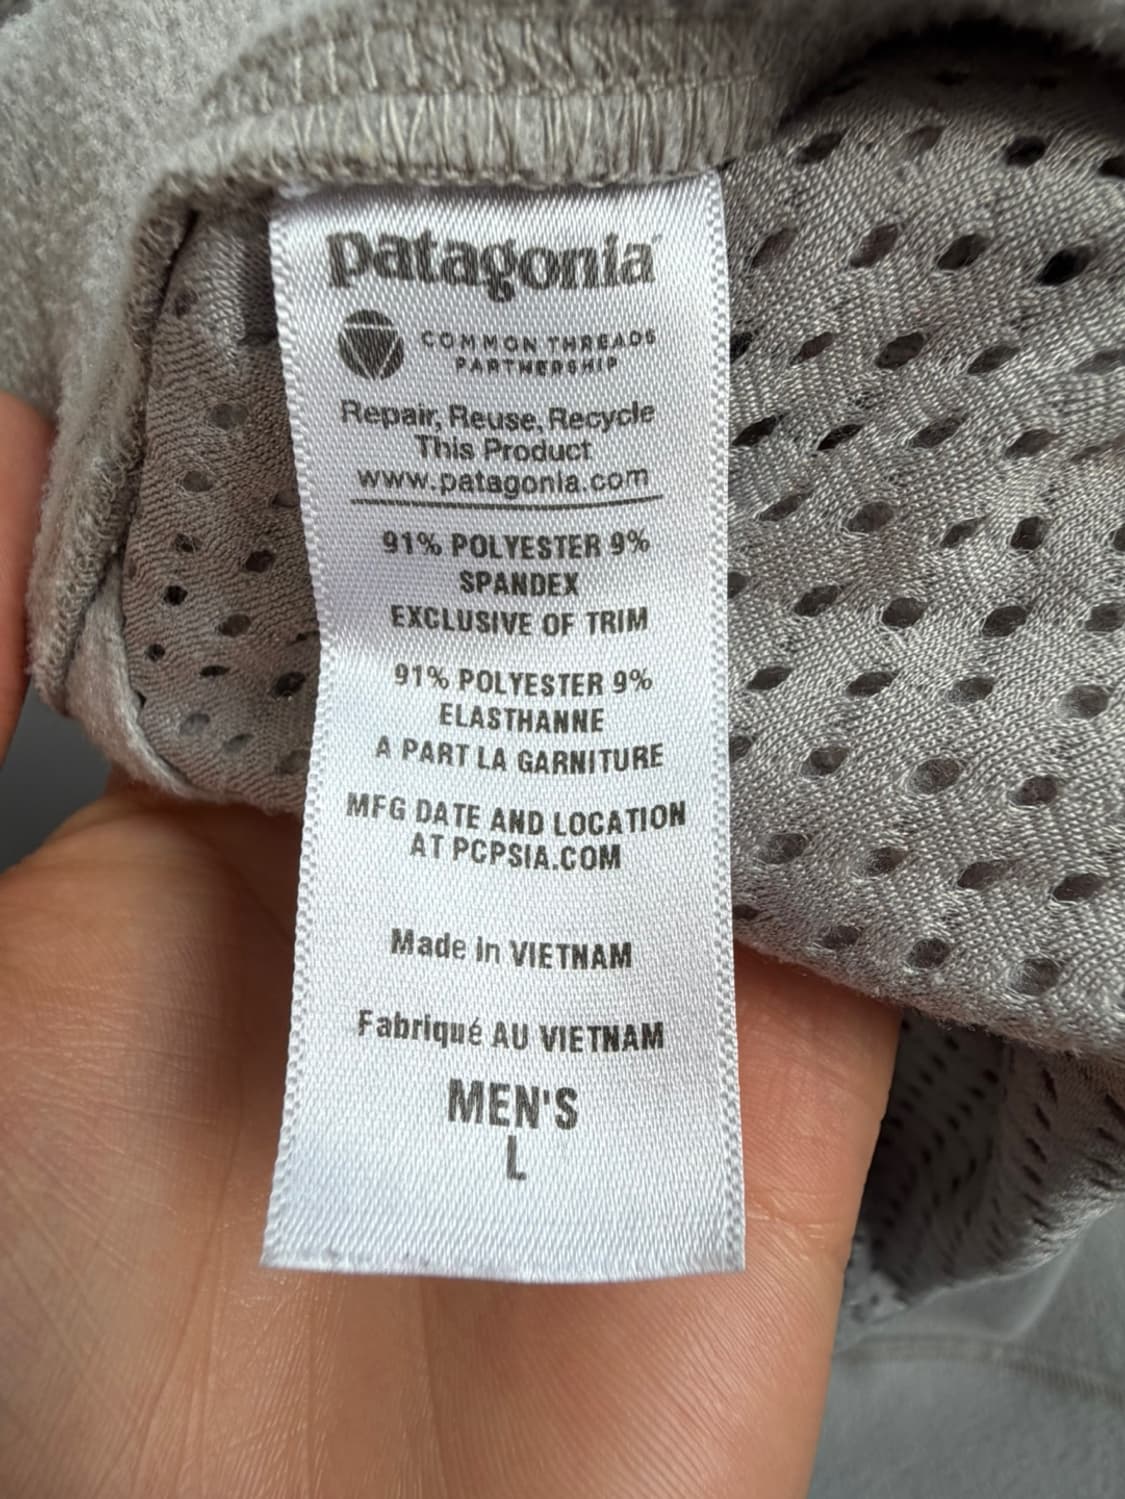 patagonia
COMMON THREADS
PARTNERSHIP
Repair, Reuse, Recycle
This Product
www.patagonia.com
91% POLYESTER 9%
SPANDEX
EXCLUSIVE OF TRIM
91% POLYESTER 9%
ELASTHANNE
A PART LA GARNITURE
MFG DATE AND LOCATION
AT PCPSIA.COM
Made In VIETNAM
Fabriqué AU VIETNAM
MEN'S
L